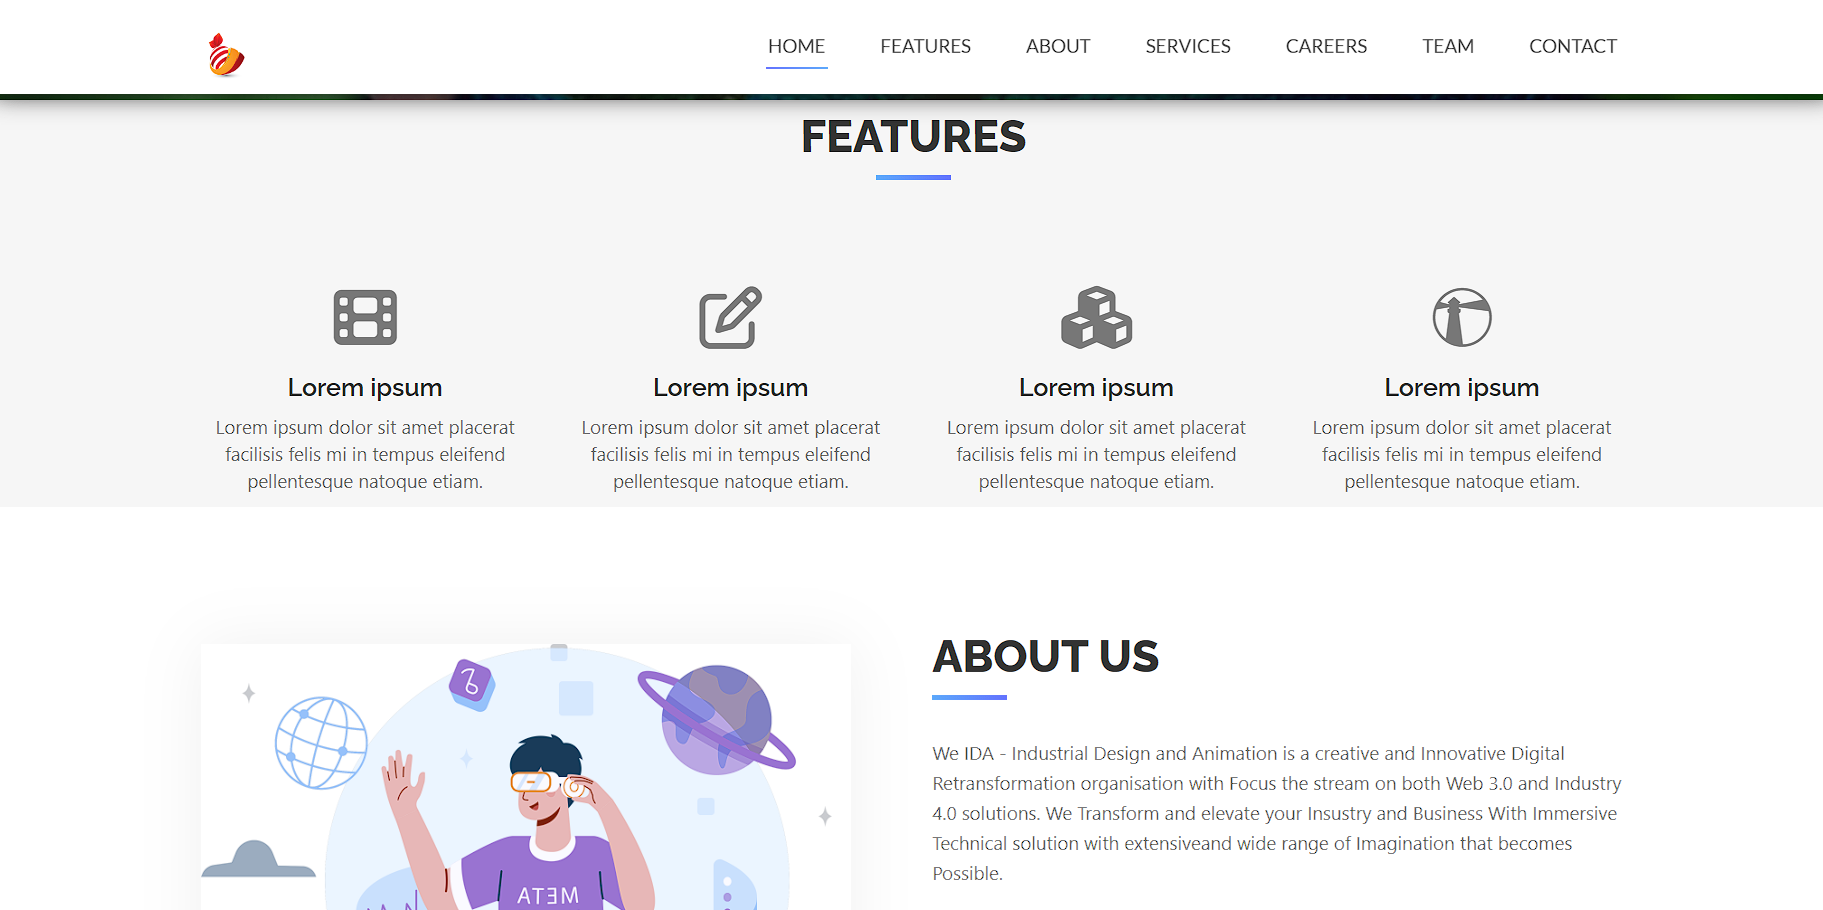 HOME FEATURES ABOUT SERVICES CAREERS TEAM CONTACT
FEATURES
Lorem ipsum
Lorem ipsum dolor sit amet placerat
facilisis felis mi in tempus eleifend
pellentesque natoque etiam.
Lorem ipsum
Lorem ipsum dolor sit amet placerat
facilisis felis mi in tempus eleifend
pellentesque natoque etiam.
Lorem ipsum
Lorem ipsum dolor sit amet placerat
facilisis felis mi in tempus eleifend
pellentesque natoque etiam.
Lorem ipsum
Lorem ipsum dolor sit amet placerat
facilisis felis mi in tempus eleifend
pellentesque natoque etiam.
ABOUT US
We IDA - Industrial Design and Animation is a creative and Innovative Digital
Retransformation organisation with Focus the stream on both Web 3.0 and Industry
4.0 solutions. We Transform and elevate your Insustry and Business With Immersive
Technical solution with extensiveand wide range of Imagination that becomes
Possible.
META